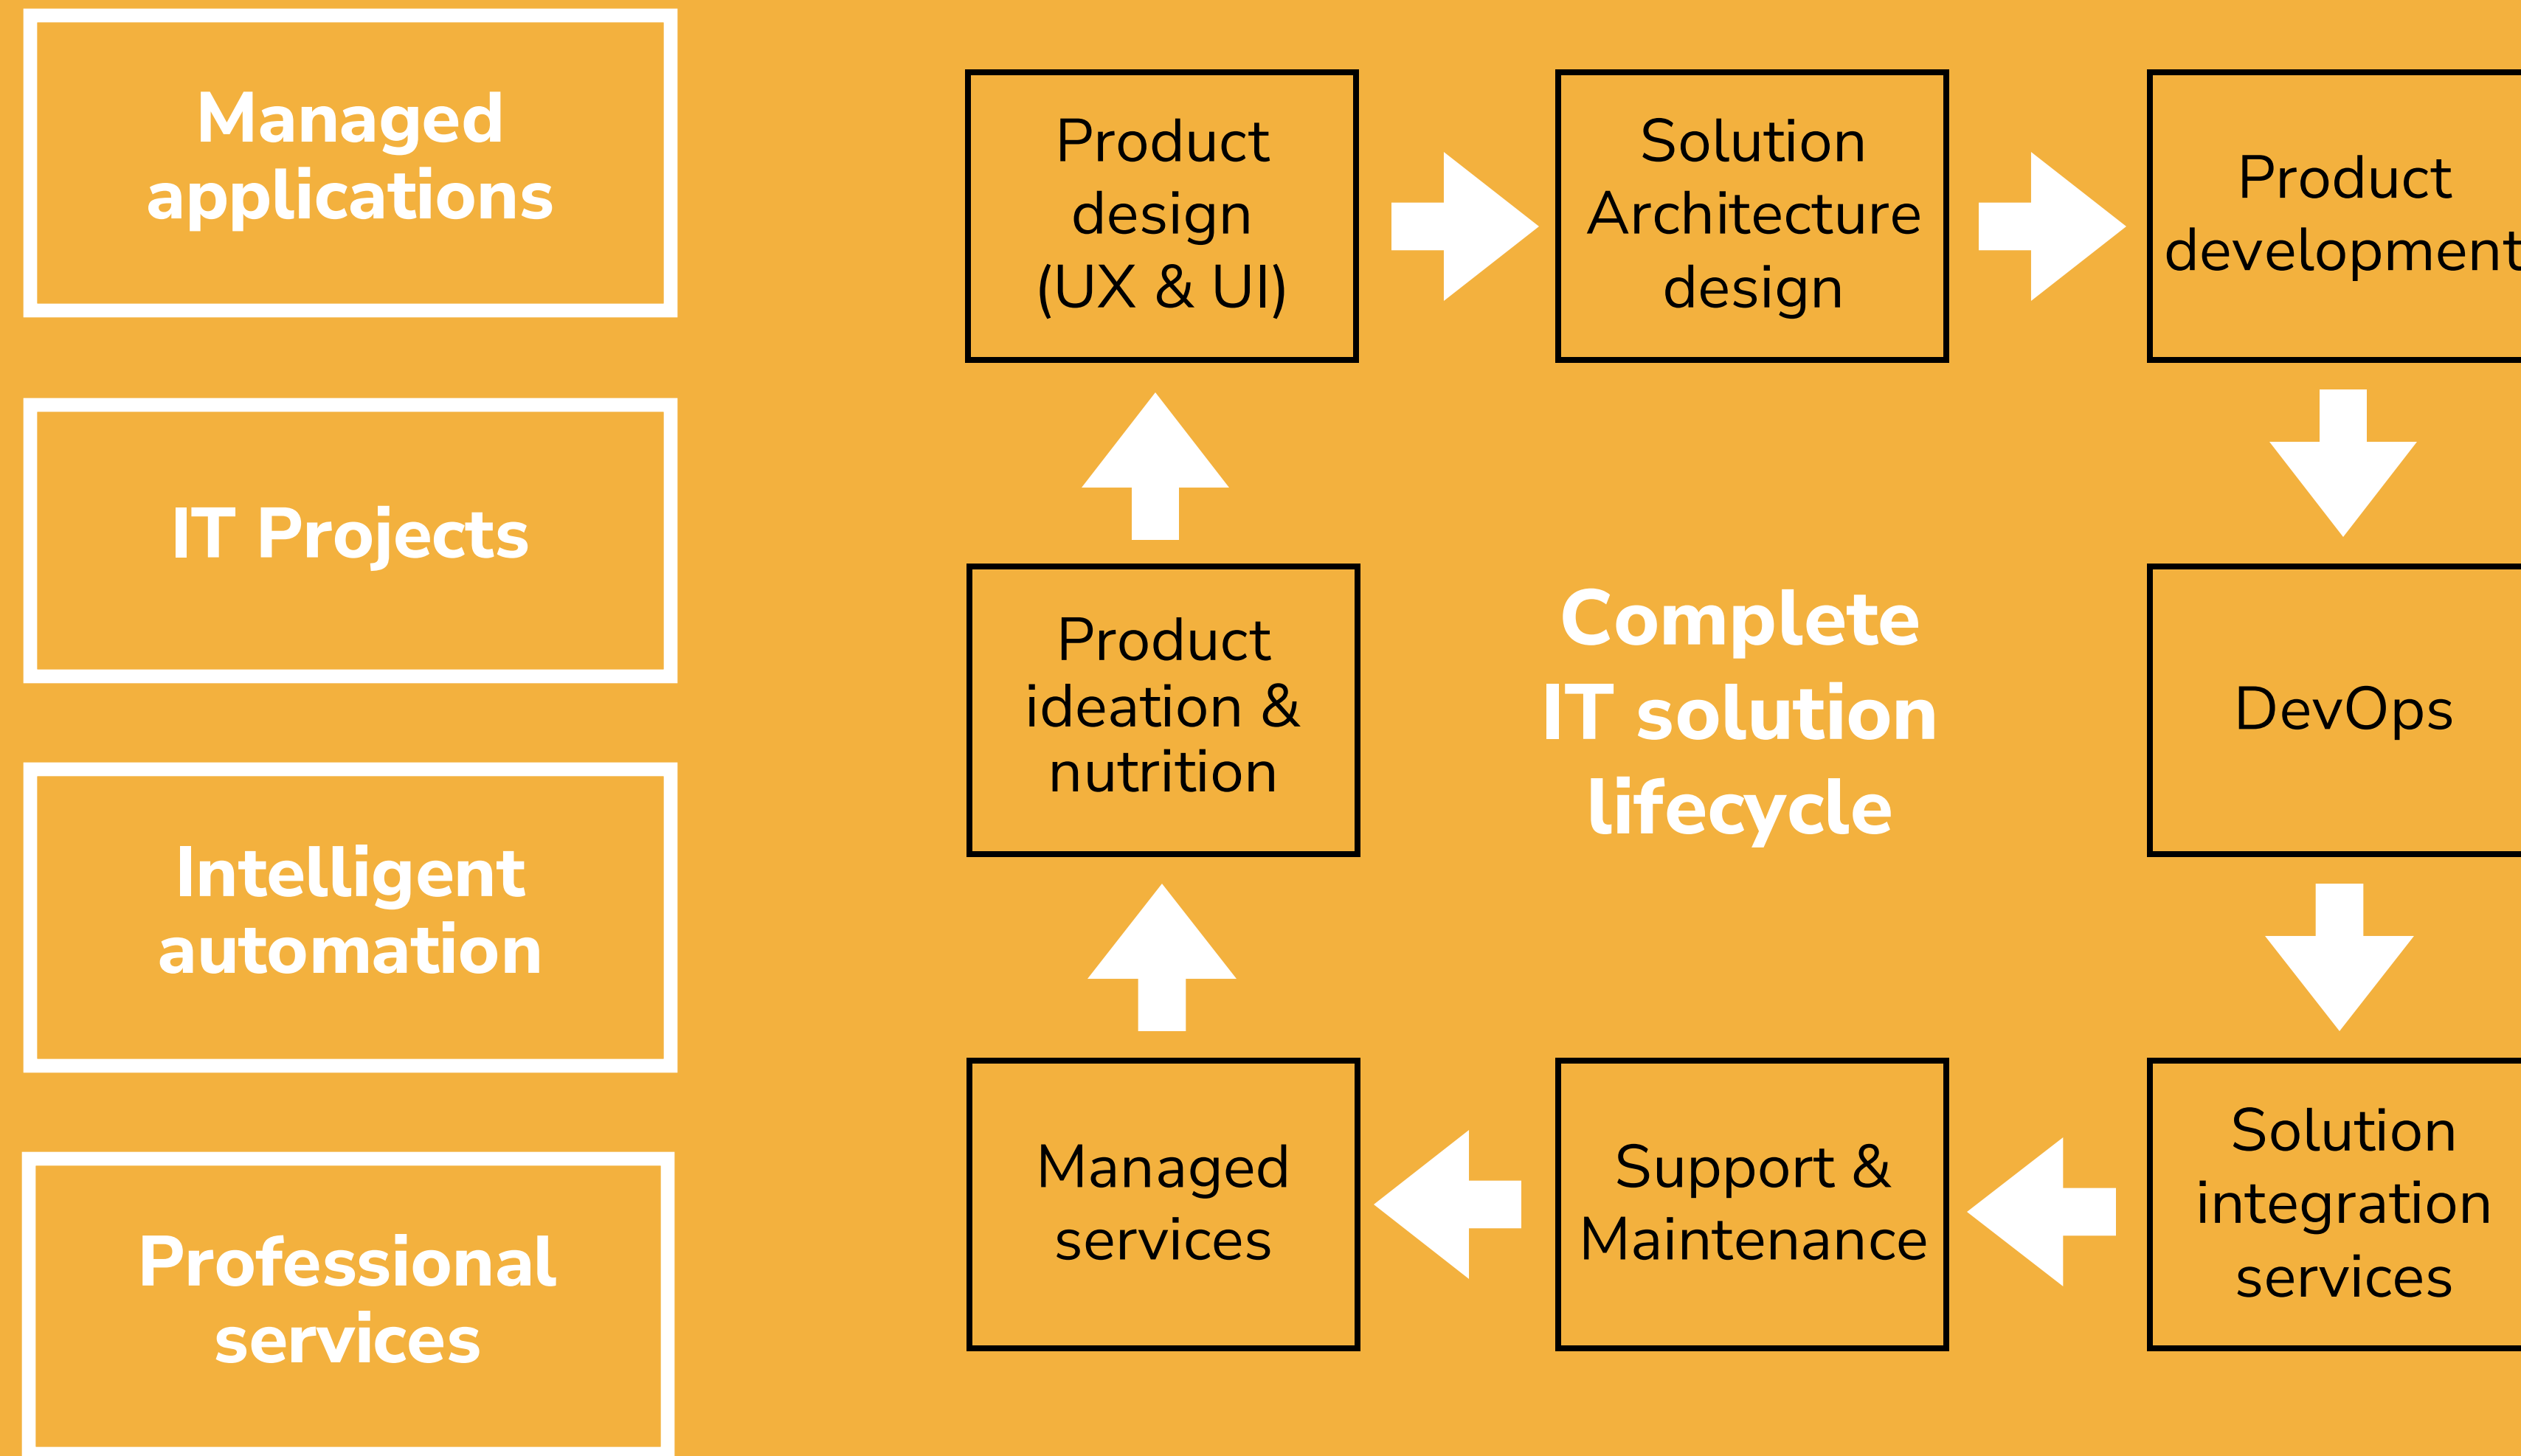 Managed
applications
IT Projects
Intelligent
automation
Professional
services
Product
design
(UX & UI)
Solution
Architecture
design
Product
development
Product
ideation &
nutrition
Complete
IT solution
lifecycle
DevOps
Managed
services
Support &
Maintenance
Solution
integration
services